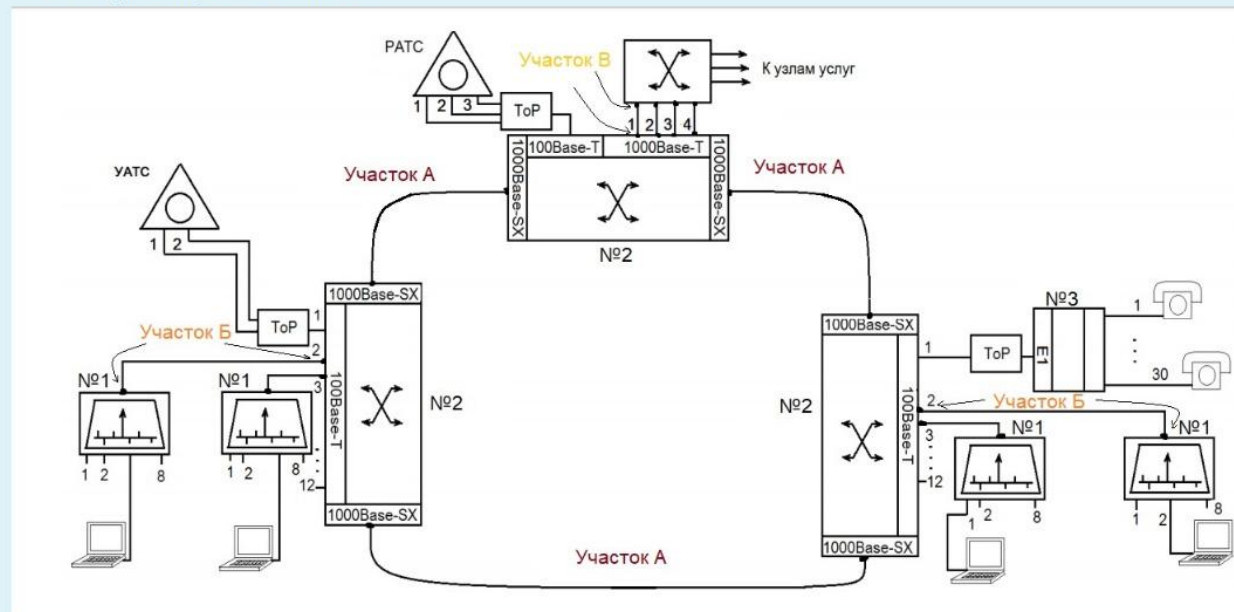 РАТС
Участок В
К узлам услуг
1 2 3
ToP
1 2 3 4
100Base-T
1000Base-T
1000Base-SX
1000Base-SX
Участок А
Участок А
№2
УАТС
1 2
1000Base-SX
ToP
1
Участок Б
2
3
12
100Base-T
№1
№1
№2
1 2 8
1 2 8
1000Base-SX
Участок А
1000Base-SX
№2
1
ToP
E1
№3
1
30
2
Участок Б
3
12
100Base-T
№1
№1
1 2 8
1 2 8
1000Base-SX